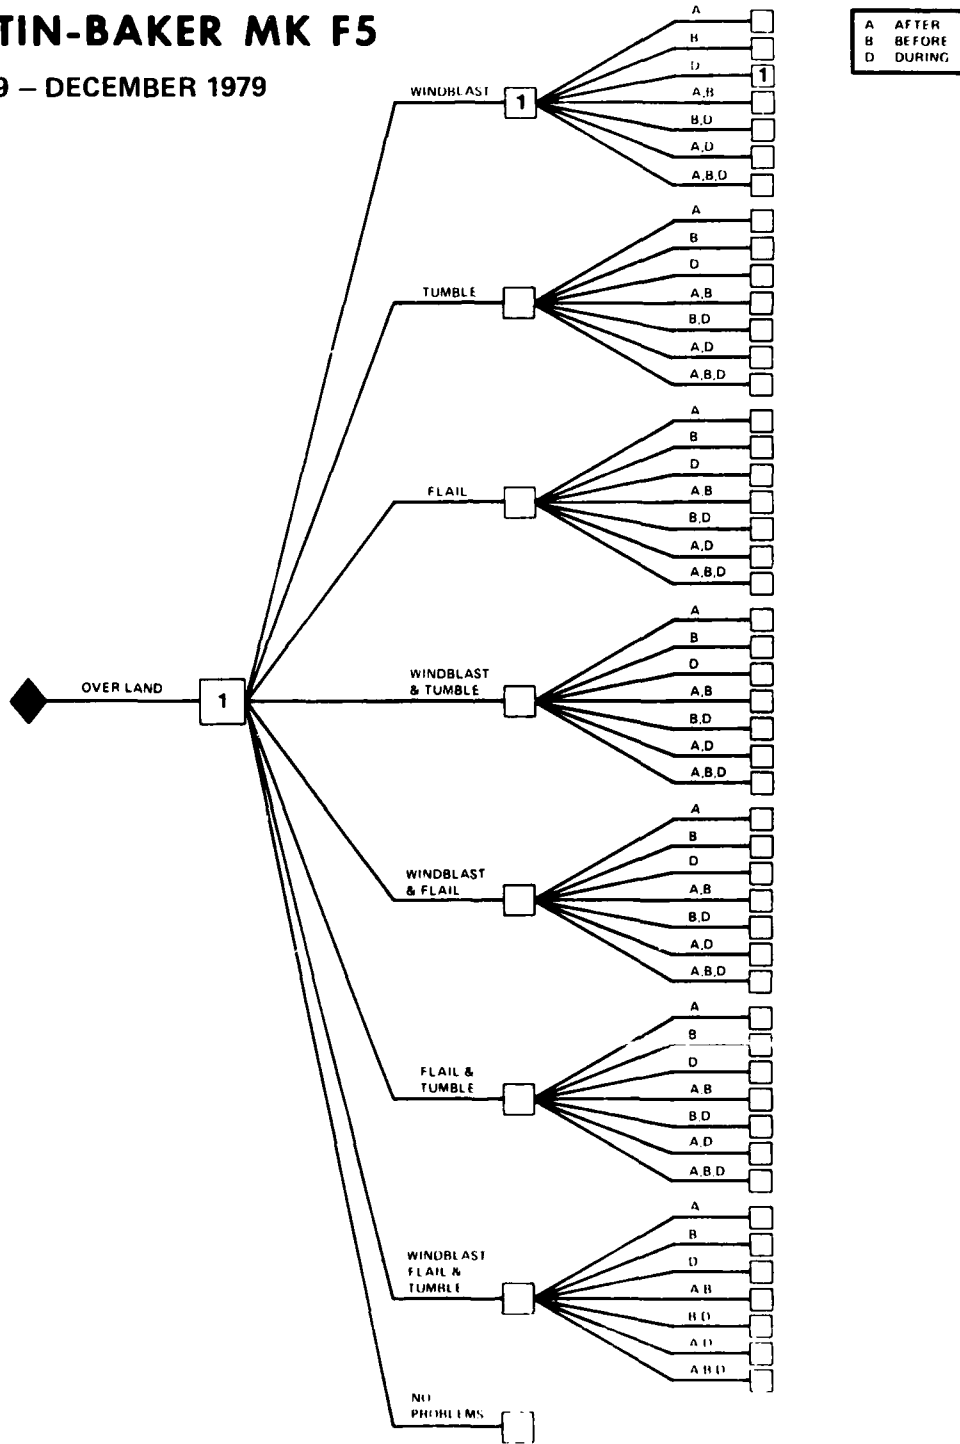 TIN-BAKER MK F5
9 – DECEMBER 1979
A AFTER
B BEFORE
D DURING
WINDBLAST
1
A
B
D
1
A,B
B,D
A,D
A,B,D
TUMBLE
A
B
D
A,B
B,D
A,D
A,B,D
FLAIL
A
B
D
A,B
B,D
A,D
A,B,D
OVER LAND
1
WINDBLAST
& TUMBLE
A
B
D
A,B
B,D
A,D
A,B,D
WINDBLAST
& FLAIL
A
B
D
A,B
B,D
A,D
A,B,D
FLAIL &
TUMBLE
A
B
D
A,B
B,D
A,D
A,B,D
WINDBLAST
FLAIL &
TUMBLE
A
B
D
A,B
B,D
A,D
A,B,D
NO
PROBLEMS